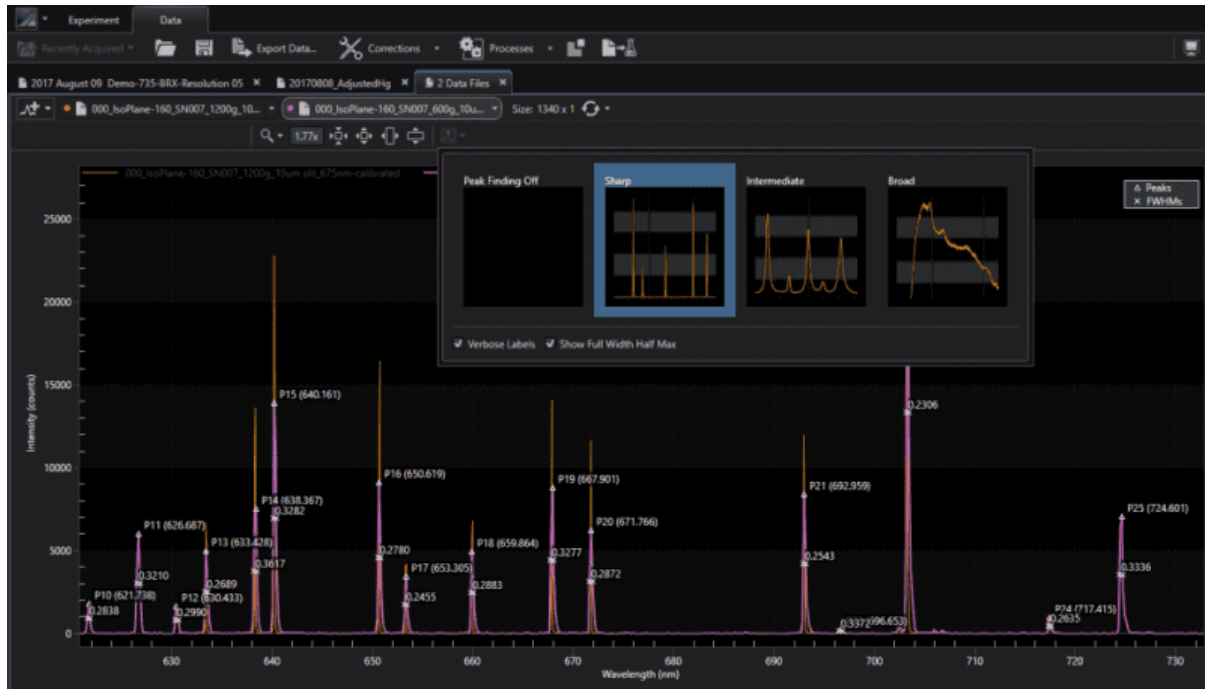 Experiment Data
Recently Acquired Export Data... Corrections Processes
2017 August 09 Demo-735-BRX-Resolution 05 × 20170808_AdjustedHg × 2 Data Files ×
000_IsoPlane-160_SN007_1200g_10... 000_IsoPlane-160_SN007_600g_10u... Size: 1340 x 1
1.77x
Peak Finding Off Sharp Intermediate Broad
Verbose Labels Show Full Width Half Max
000_IsoPlane-160_SN007_1200g_10um slit_675nm-calibrated
Peaks
FWHMs
25000
20000
15000
10000
5000
0
Intensity (counts)
P15 (640.161)
0.2306
P16 (650.619)
P19 (667.901)
P21 (692.959)
P14 (638.367)
0.3282
P11 (626.687)
P20 (671.766)
P25 (724.601)
P13 (633.428)
P18 (659.864)
0.2780
0.3277
0.2543
0.3617
P17 (653.305)
0.3210
0.2689
0.2883
0.2872
0.3336
P10 (621.738)
P12 (630.433)
0.2455
0.2838
0.2990
P24 (717.415)
0.2635
0.3372
696.653)
630 640 650 660 670 680 690 700 710 720 730
Wavelength (nm)